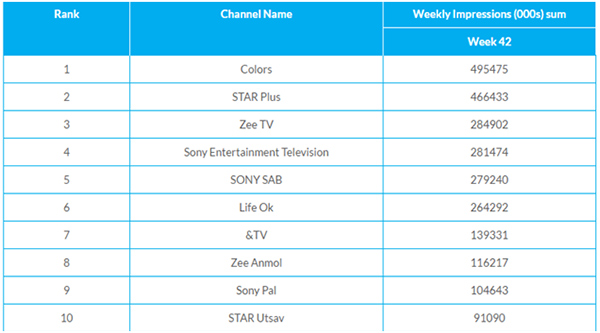 Rank Channel Name Weekly Impressions (000s) sum
Week 42
1 Colors 495475
2 STAR Plus 466433
3 Zee TV 284902
4 Sony Entertainment Television 281474
5 SONY SAB 279240
6 Life Ok 264292
7 &TV 139331
8 Zee Anmol 116217
9 Sony Pal 104643
10 STAR Utsav 91090